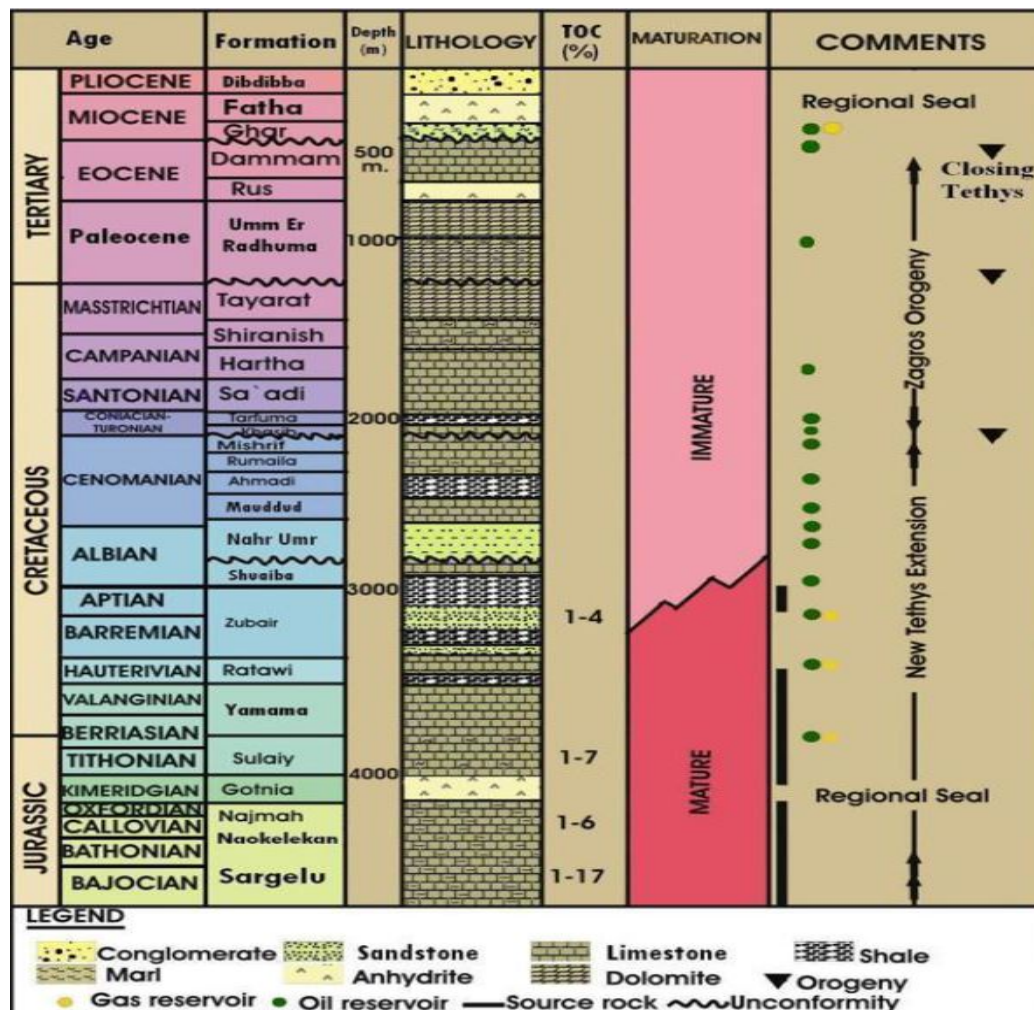 Age
Formation
Depth
(m)
LITHOLOGY
TOC
(%)
MATURATION
COMMENTS
TERTIARY
PLIOCENE
Dibdibba
MIOCENE
Fatha
Ghar
Regional Seal
EOCENE
Dammam
500
m.
Rus
Closing
Tethys
Paleocene
Umm Er
Radhuma
1000
Zagros Orogeny
CRETACEOUS
MASSTRICHTIAN
Tayarat
Shiranish
CAMPANIAN
Hartha
SANTONIAN
Sa`adi
CONIACIAN-
TURONIAN
Tarfuma
Khasib
2000
IMMATURE
CENOMANIAN
Mishrif
Rumaila
Ahmadi
Mauddud
ALBIAN
Nahr Umr
Shuaiba
New Tethys Extension
APTIAN
3000
BARREMIAN
Zubair
1-4
HAUTERIVIAN
Ratawi
VALANGINIAN
Yamama
BERRIASIAN
JURASSIC
TITHONIAN
Sulaiy
1-7
4000
MATURE
KIMERIDGIAN
Gotnia
Regional Seal
OXFORDIAN
Najmah
CALLOVIAN
Naokelekan
1-6
BATHONIAN
BAJOCIAN
Sargelu
1-17
LEGEND
Conglomerate
Sandstone
Limestone
Shale
Marl
Anhydrite
Dolomite
Orogeny
Gas reservoir
Oil reservoir
Source rock
Unconformity